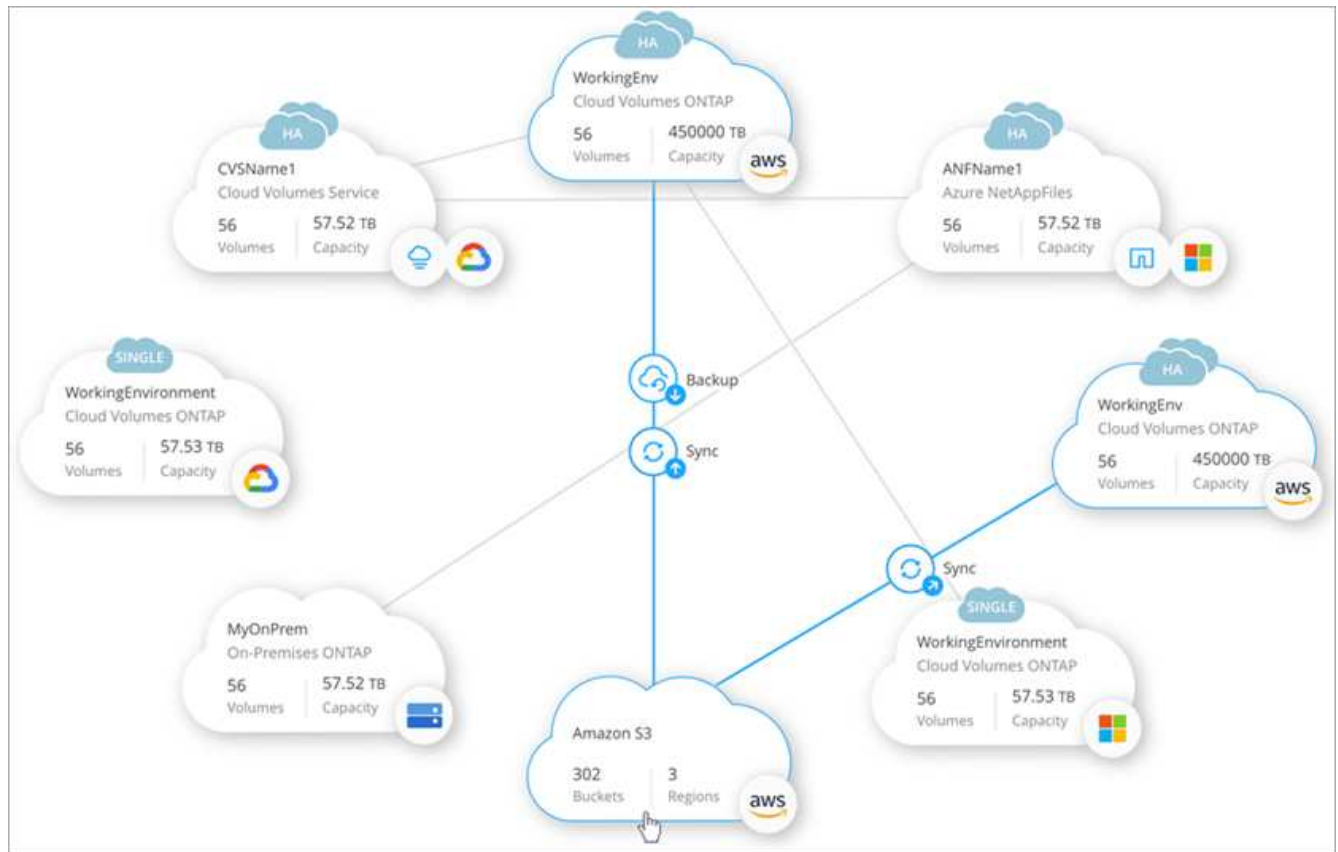 HA
WorkingEnv
Cloud Volumes ONTAP
56 450000 TB
Volumes Capacity
aws
HA
CVSName1
Cloud Volumes Service
56 57.52 TB
Volumes Capacity
HA
ANFName1
Azure NetAppFiles
56 57.52 TB
Volumes Capacity
SINGLE
WorkingEnvironment
Cloud Volumes ONTAP
56 57.53 TB
Volumes Capacity
Backup
Sync
HA
WorkingEnv
Cloud Volumes ONTAP
56 450000 TB
Volumes Capacity
aws
Sync
MyOnPrem
On-Premises ONTAP
56 57.52 TB
Volumes Capacity
SINGLE
WorkingEnvironment
Cloud Volumes ONTAP
56 57.53 TB
Volumes Capacity
Amazon S3
302 3
Buckets Regions
aws